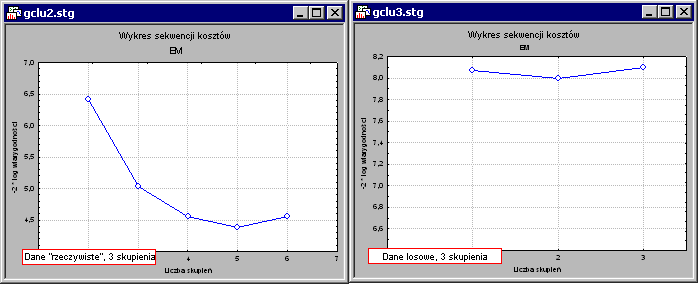 gclu2.stg
Wykres sekwencji kosztów
EM
7,0
6,5
6,0
5,5
5,0
4,5
-2 * log wiarygodności
4
5
6
7
Dane "rzeczywiste", 3 skupienia
Liczba skupień
gclu3.stg
Wykres sekwencji kosztów
EM
8,2
8,0
7,8
7,6
7,4
7,2
7,0
6,8
6,6
-2 * log wiarygodności
2
3
Dane losowe, 3 skupienia
Liczba skupień